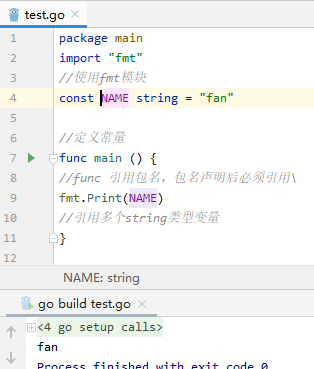 test.go
1 package main
2 import "fmt"
3 //使用fmt模块
4 const NAME string = "fan"
5
6 //定义常量
7 func main () {
8 //func 引用包名，包名声明后必须引用\
9 fmt.Print(NAME)
10 //引用多个string类型变量
11 }
12
NAME: string
go build test.go
<4 go setup calls>
fan
Process finished with exit code 0